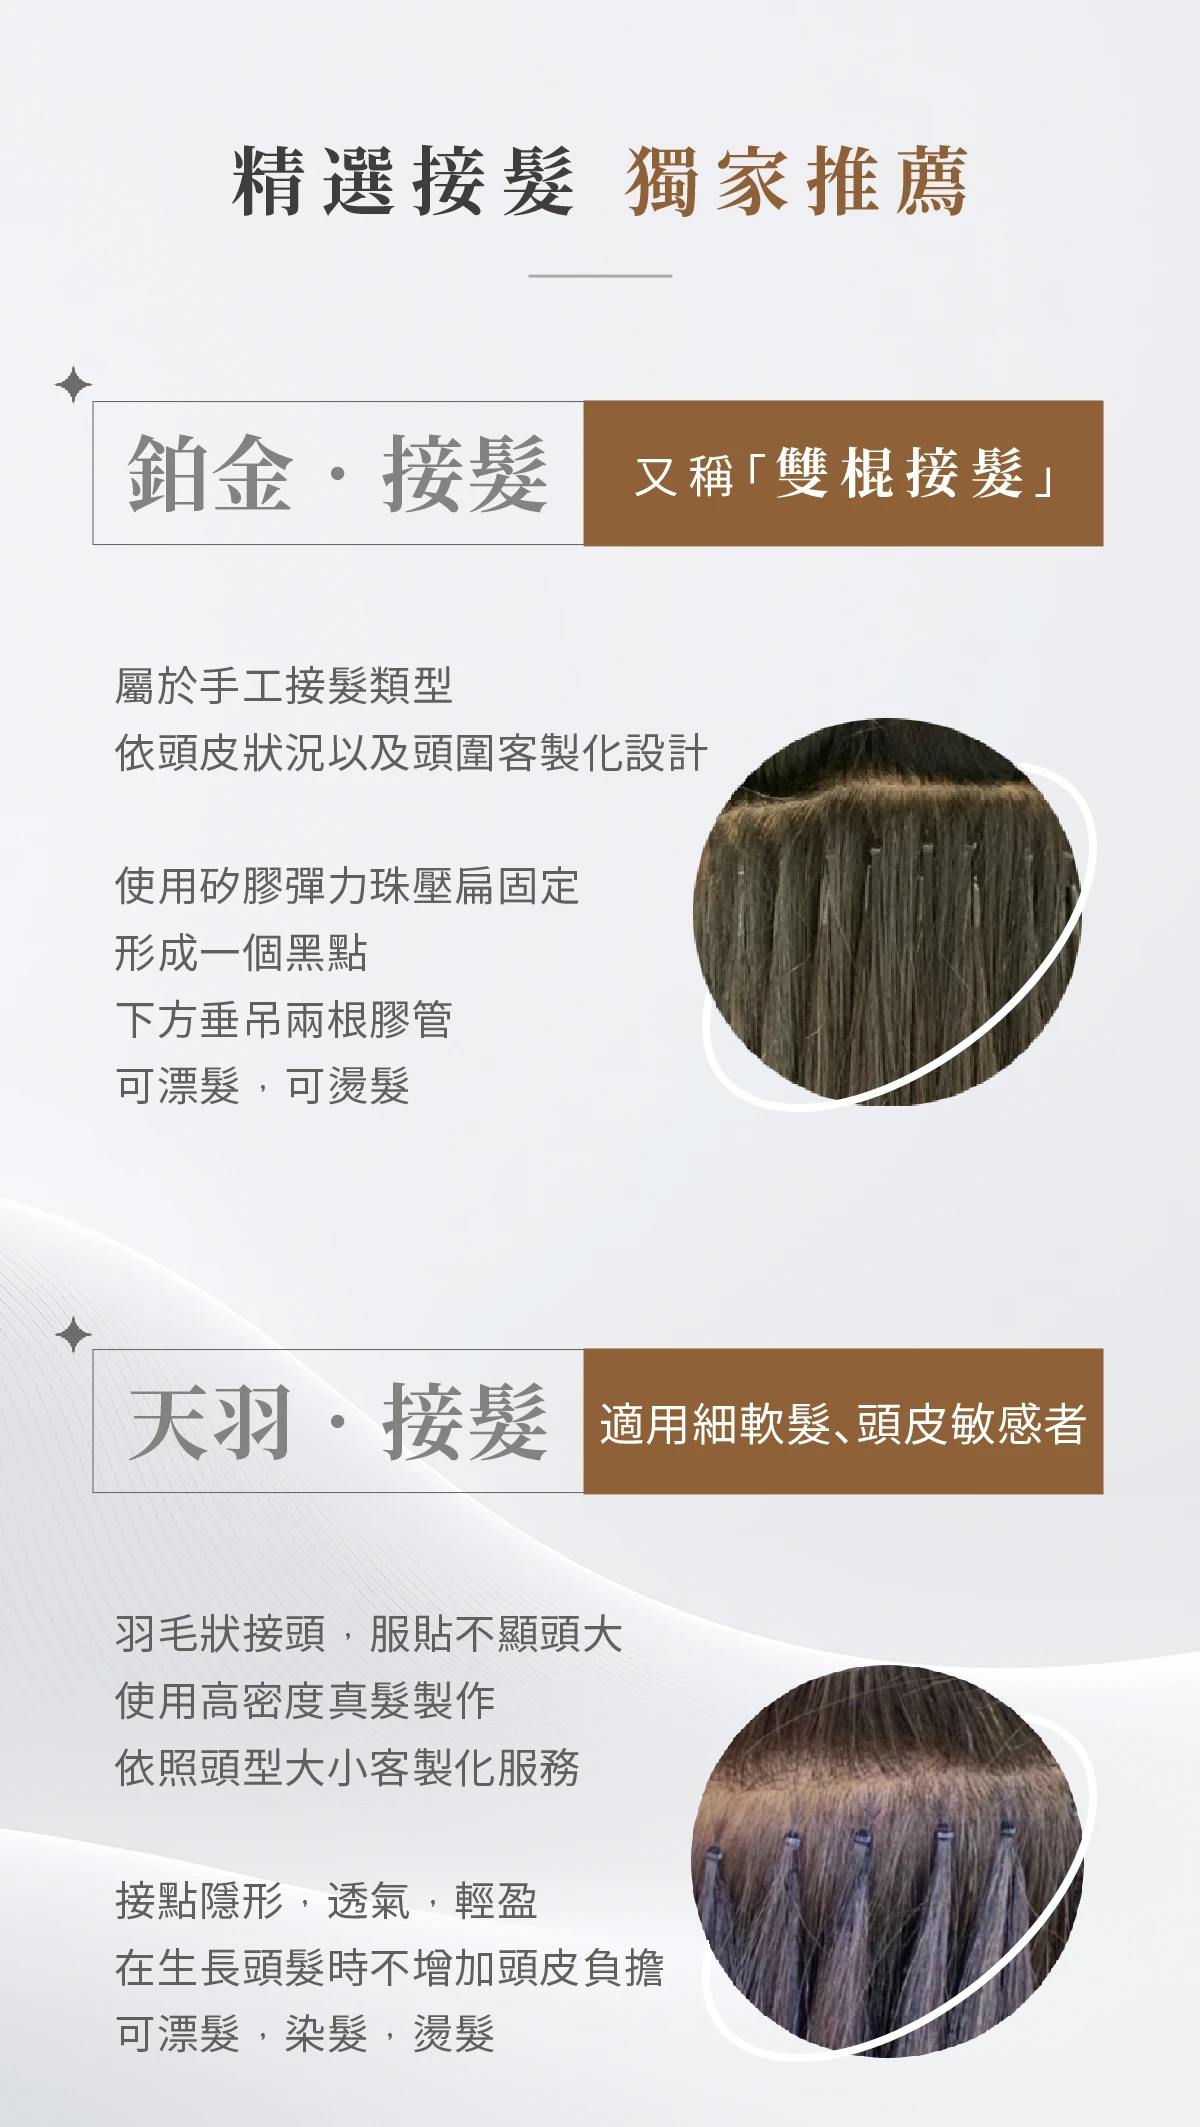 精選接髮 獨家推薦
鉑金・接髮
又稱「雙棍接髮」
屬於手工接髮類型
依頭皮狀況以及頭圍客製化設計
使用矽膠彈力珠壓扁固定
形成一個黑點
下方垂吊兩根膠管
可漂髮，可燙髮
天羽・接髮
適用細軟髮、頭皮敏感者
羽毛狀接頭，服貼不顯頭大
使用高密度真髮製作
依照頭型大小客製化服務
接點隱形，透氣，輕盈
在生長頭髮時不增加頭皮負擔
可漂髮，染髮，燙髮